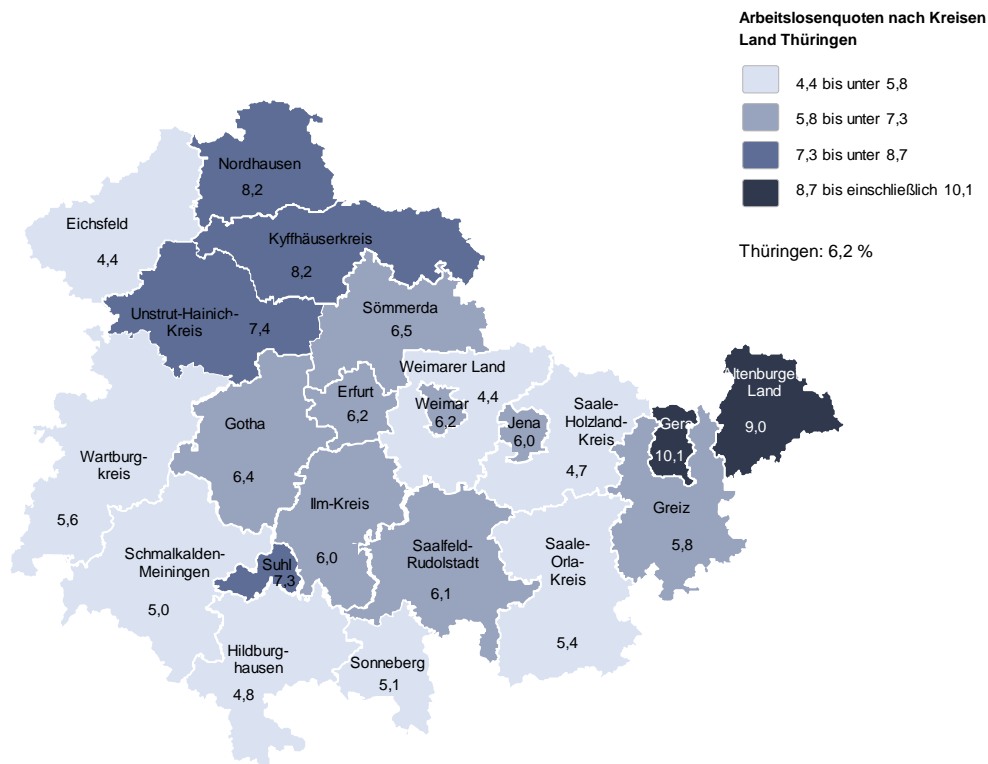 Arbeitslosenquoten nach Kreisen
Land Thüringen
4,4 bis unter 5,8
5,8 bis unter 7,3
7,3 bis unter 8,7
8,7 bis einschließlich 10,1
Thüringen: 6,2 %
Nordhausen
8,2
Eichsfeld
4,4
Kyffhäuserkreis
8,2
Unstrut-Hainich-
Kreis
7,4
Sömmerda
6,5
Weimarer Land
4,4
Altenburger
Land
9,0
Erfurt
6,2
Weimar
6,2
Jena
6,0
Saale-
Holzland-
Kreis
4,7
Gera
10,1
Gotha
6,4
Wartburg-
kreis
5,6
Ilm-Kreis
6,0
Greiz
5,8
Schmalkalden-
Meiningen
5,0
Suhl
7,3
Saalfeld-
Rudolstadt
6,1
Saale-
Orla-
Kreis
5,4
Hildburg-
hausen
4,8
Sonneberg
5,1